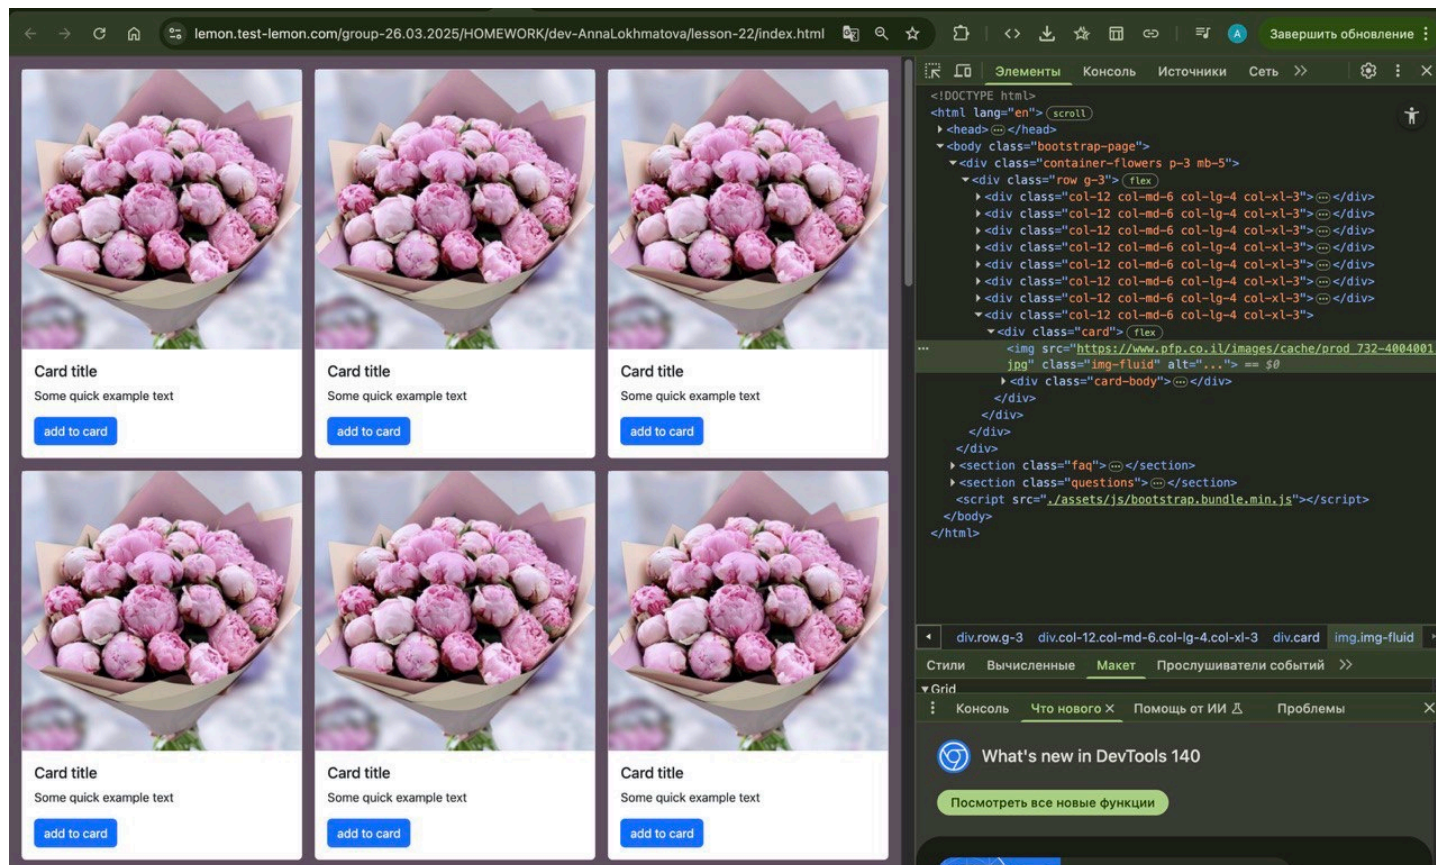 lemon.test-lemon.com/group-26.03.2025/HOMEWORK/dev-AnnaLokhmatova/lesson-22/index.html
A
Завершить обновление
Card title
Some quick example text
add to card
Card title
Some quick example text
add to card
Card title
Some quick example text
add to card
Card title
Some quick example text
add to card
Card title
Some quick example text
add to card
Card title
Some quick example text
add to card
Элементы Консоль Источники Сеть
<!DOCTYPE html>
<html lang="en"> scroll
<head> </head>
<body class="bootstrap-page">
<div class="container-flowers p-3 mb-5">
<div class="row g-3"> flex
<div class="col-12 col-md-6 col-lg-4 col-xl-3"> </div>
<div class="col-12 col-md-6 col-lg-4 col-xl-3"> </div>
<div class="col-12 col-md-6 col-lg-4 col-xl-3"> </div>
<div class="col-12 col-md-6 col-lg-4 col-xl-3"> </div>
<div class="col-12 col-md-6 col-lg-4 col-xl-3"> </div>
<div class="col-12 col-md-6 col-lg-4 col-xl-3"> </div>
<div class="col-12 col-md-6 col-lg-4 col-xl-3"> </div>
<div class="col-12 col-md-6 col-lg-4 col-xl-3">
<div class="card"> flex
<img src="https://www.pfp.co.il/images/cache/prod_732-4004001.
jpg" class="img-fluid" alt="..."> == $0
<div class="card-body"> </div>
</div>
</div>
</div>
</div>
<section class="faq"> </section>
<section class="questions"> </section>
<script src="./assets/js/bootstrap.bundle.min.js"></script>
</body>
</html>
div.row.g-3 div.col-12.col-md-6.col-lg-4.col-xl-3 div.card img.img-fluid
Стили Вычисленные Макет Прослушиватели событий
Grid
Консоль Что нового Помощь от ИИ Проблемы
What's new in DevTools 140
Посмотреть все новые функции